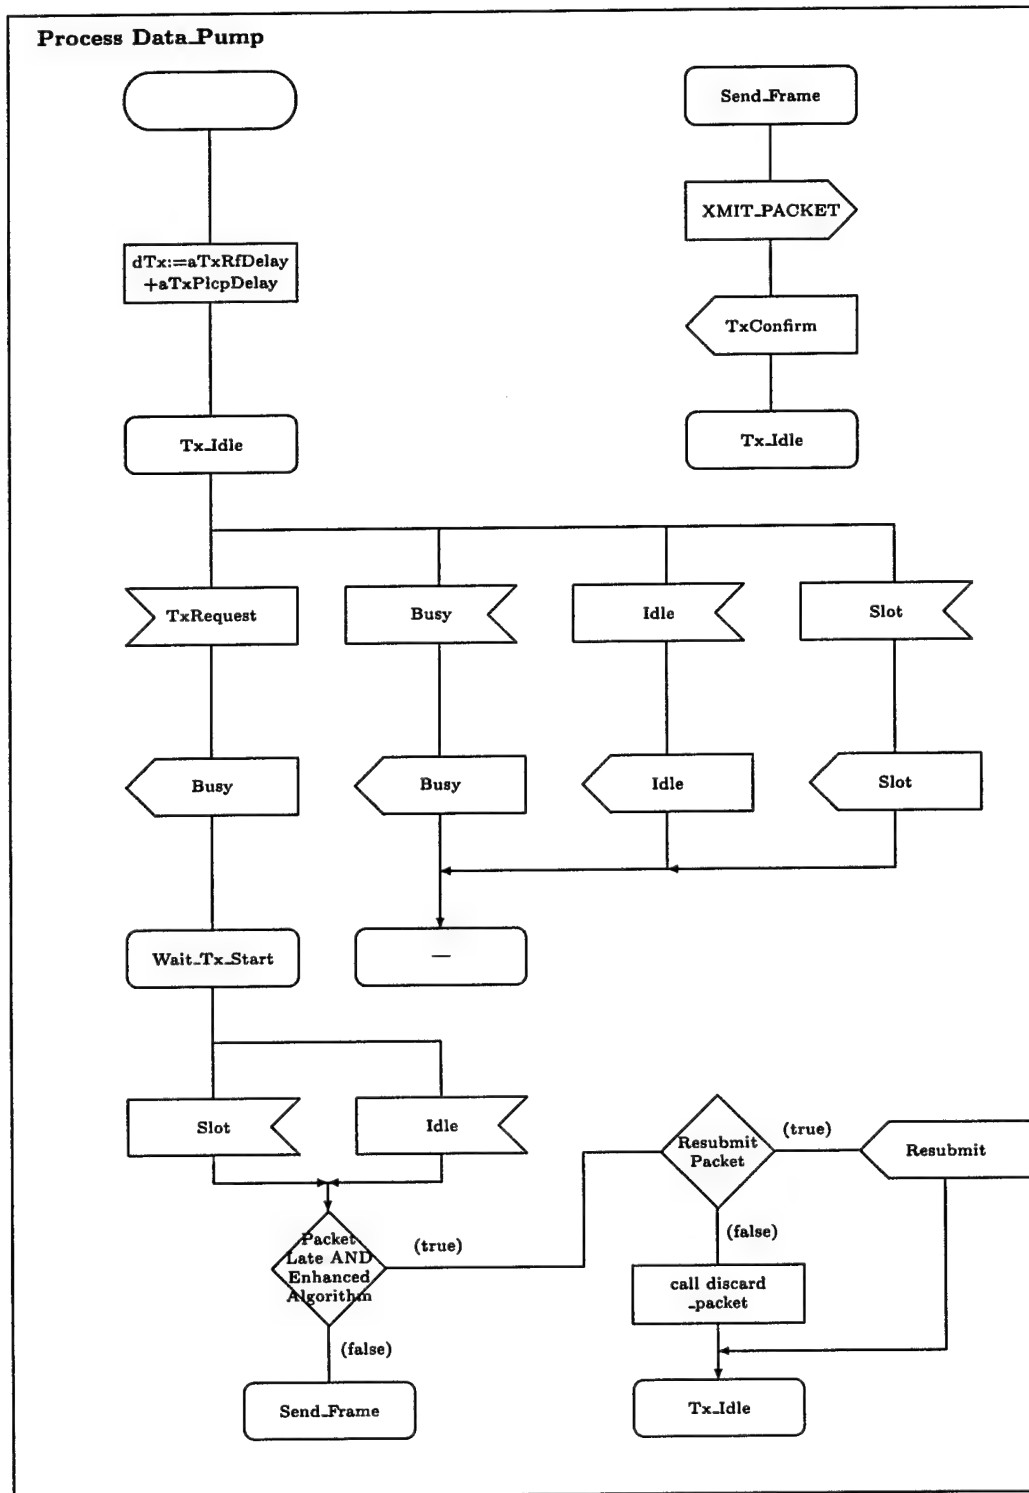 Process Data_Pump
Send_Frame
XMIT_PACKET
dTx:=aTxRfDelay
+aTxPlcpDelay
TxConfirm
Tx_Idle
Tx_Idle
TxRequest
Busy
Idle
Slot
Busy
Busy
Idle
Slot
Wait_Tx_Start
—
Slot
Idle
Resubmit
Packet
(true)
Resubmit
(false)
Packet
Late AND
Enhanced
Algorithm
(true)
call discard
_packet
(false)
Send_Frame
Tx_Idle